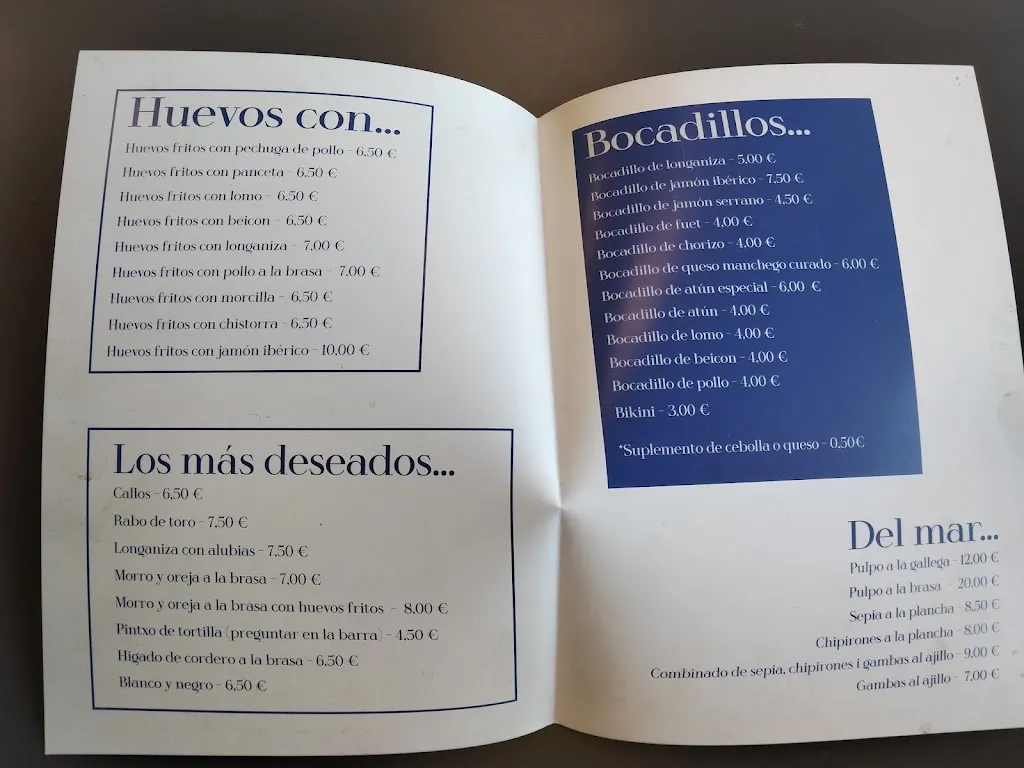 Huevos con...
Huevos fritos con pechuga de pollo - 6,50 €
Huevos fritos con panceta - 6,50 €
Huevos fritos con lomo - 6,50 €
Huevos fritos con beicon - 6,50 €
Huevos fritos con longaniza - 7,00 €
Huevos fritos con pollo a la brasa - 7,00 €
Huevos fritos con morcilla - 6,50 €
Huevos fritos con chistorra - 6,50 €
Huevos fritos con jamón ibérico - 10,00 €
Los más deseados...
Callos - 6,50 €
Rabo de toro - 7,50 €
Longaniza con alubias - 7,50 €
Morro y oreja a la brasa - 7,00 €
Morro y oreja a la brasa con huevos fritos - 8,00 €
Pintxo de tortilla (preguntar en la barra) - 4,50 €
Higado de cordero a la brasa - 6,50 €
Blanco y negro - 6,50 €
Bocadillos...
Bocadillo de longaniza - 5,00 €
Bocadillo de jamón ibérico - 7,50 €
Bocadillo de jamón serrano - 4,50 €
Bocadillo de fuet - 4,00 €
Bocadillo de chorizo - 4,00 €
Bocadillo de queso manchego curado - 6,00 €
Bocadillo de atún especial - 6,00 €
Bocadillo de atún - 4,00 €
Bocadillo de lomo - 4,00 €
Bocadillo de beicon - 4,00 €
Bocadillo de pollo - 4,00 €
Bikini - 3,00 €
*Suplemento de cebolla o queso - 0,50€
Del mar...
Pulpo a la gallega - 12,00 €
Pulpo a la brasa - 20,00 €
Sepia a la plancha - 8,50 €
Chipirones a la plancha - 8,00 €
Combinado de sepia, chipirones i gambas al ajillo - 9,00 €
Gambas al ajillo - 7,00 €